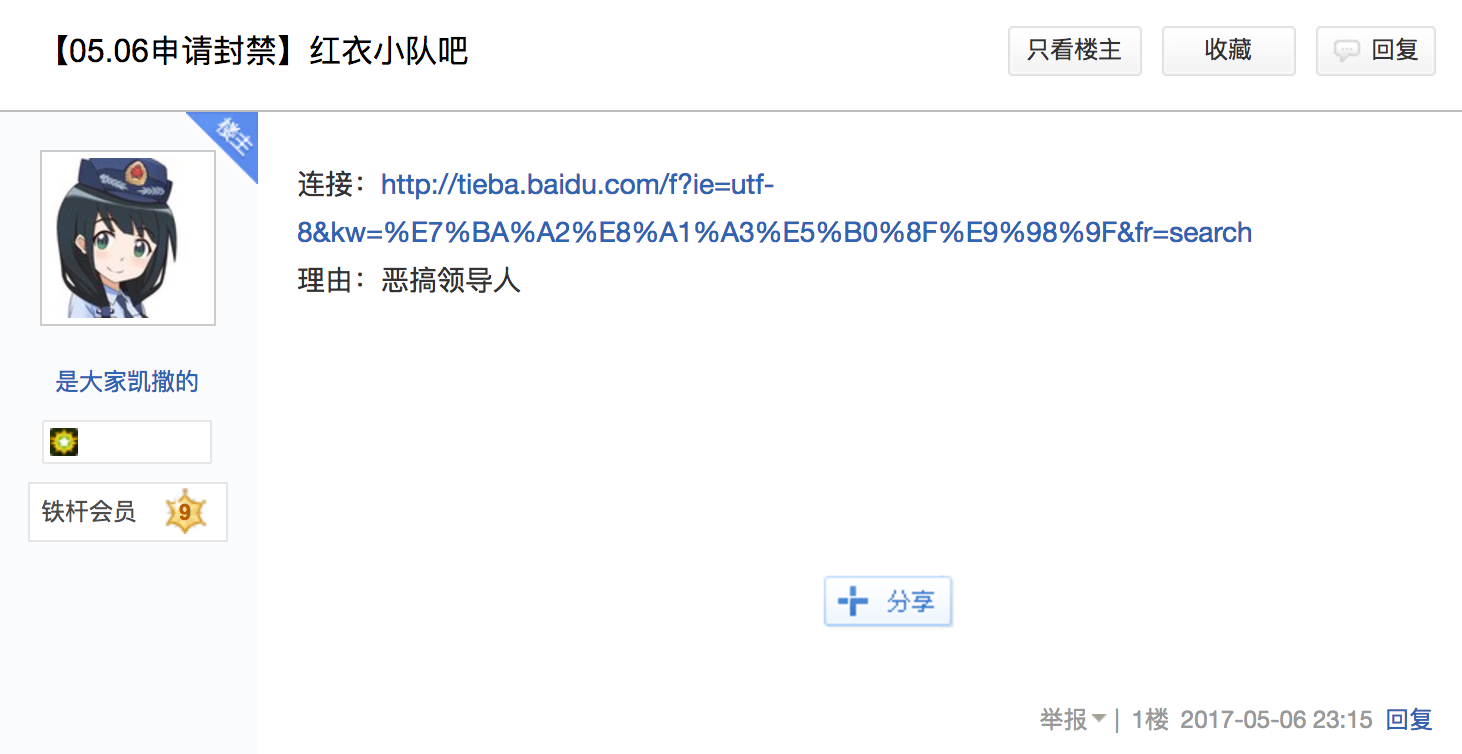 【05.06申请封禁】红衣小队吧
只看楼主
收藏
回复
楼主
连接：http://tieba.baidu.com/f?ie=utf-
8&kw=%E7%BA%A2%E8%A1%A3%E5%B0%8F%E9%98%9F&fr=search
理由：恶搞领导人
是大家凯撒的
铁杆会员 9
分享
举报 | 1楼 2017-05-06 23:15 回复